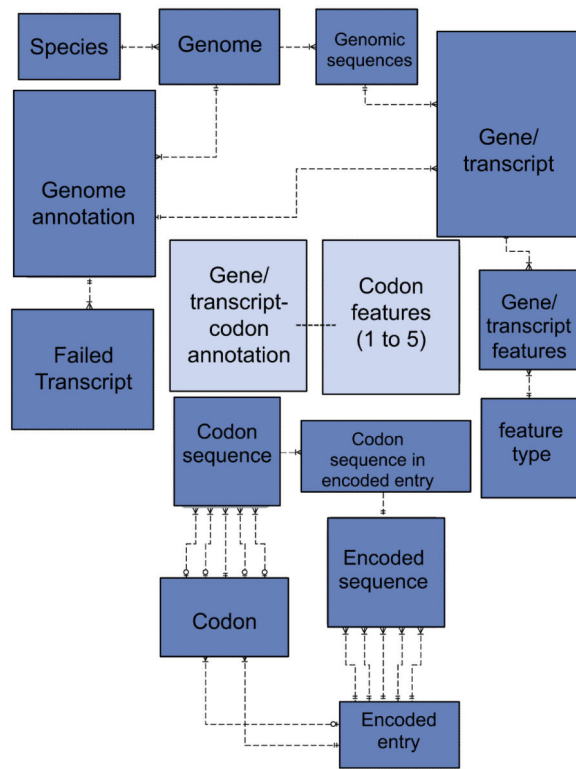 Species
Genome
Genomic
sequences
Gene/
transcript
Genome
annotation
Gene/
transcript-
codon
annotation
Codon
features
(1 to 5)
Gene/
transcript
features
Failed
Transcript
Codon
sequence
Codon
sequence in
encoded entry
feature
type
Encoded
sequence
Codon
Encoded
entry